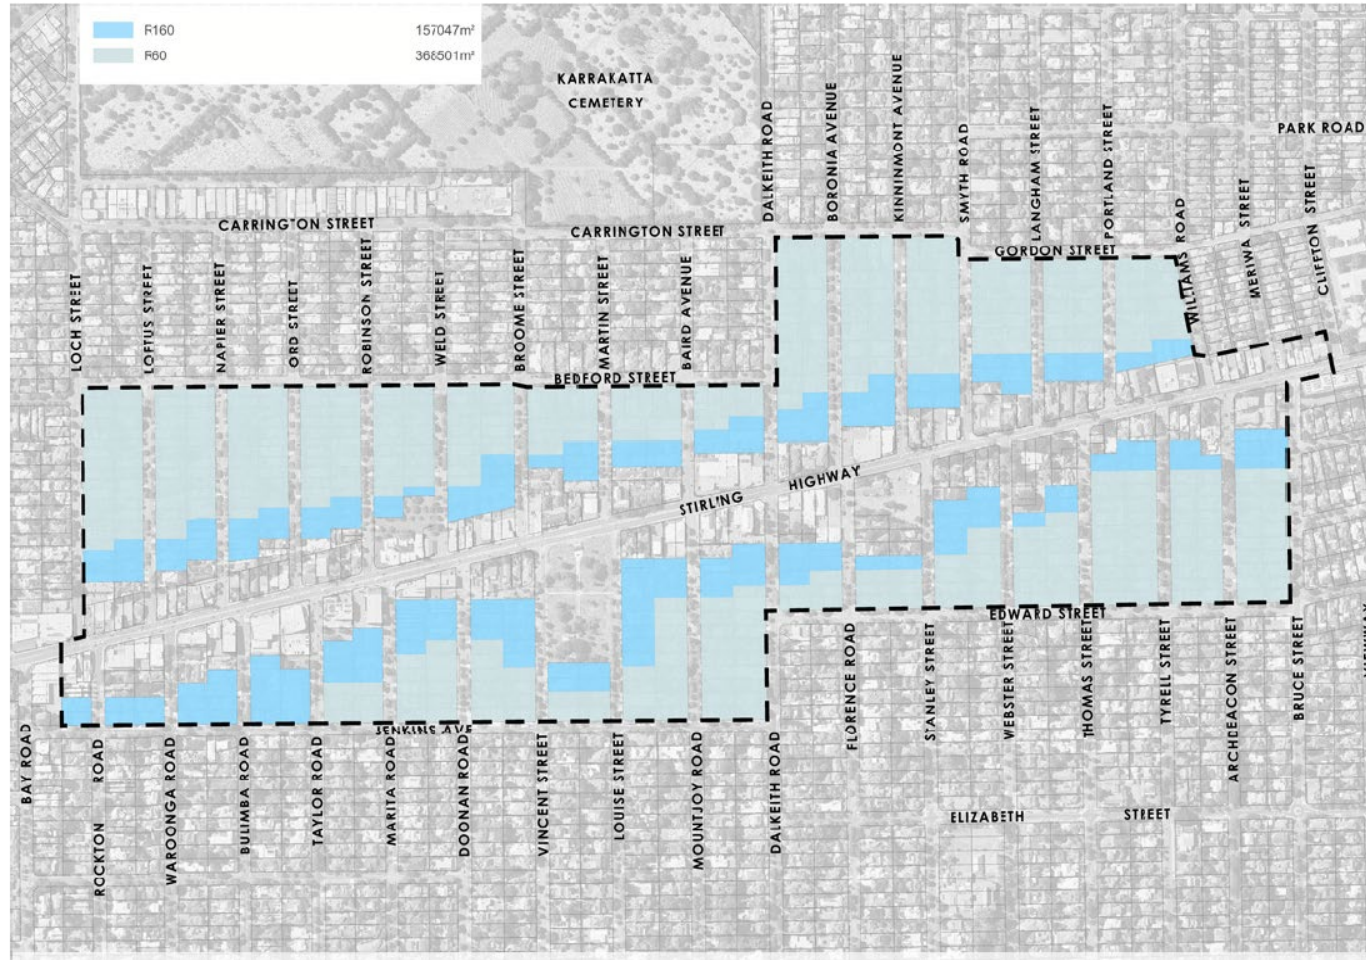 R160 157047m²
R60 368501m²
KARRAKATTA
CEMETERY
PARK ROAD
DALKEITH ROAD
BORONIA AVENUE
KINNINMONT AVENUE
SMYTH ROAD
LANGHAM STREET
PORTLAND STREET
WILLIAMS ROAD
MERIWA STREET
CLIFFTON STREET
CARRINGTON STREET
CARRINGTON STREET
GORDON STREET
LOCH STREET
LOFTUS STREET
NAPIER STREET
ORD STREET
ROBINSON STREET
WELD STREET
BROOME STREET
MARTIN STREET
BAIRD AVENUE
BEDFORD STREET
STIRLING HIGHWAY
EDWARD STREET
JENKINS AVE
BAY ROAD
ROCKTON ROAD
WAROONGA ROAD
BULIMBA ROAD
TAYLOR ROAD
MARITA ROAD
DOONAN ROAD
VINCENT STREET
LOUISE STREET
MOUNTJOY ROAD
DALKEITH ROAD
FLORENCE ROAD
STANLEY STREET
WEBSTER STREET
THOMAS STREET
TYRELL STREET
ARCHDEACON STREET
BRUCE STREET
ELIZABETH STREET